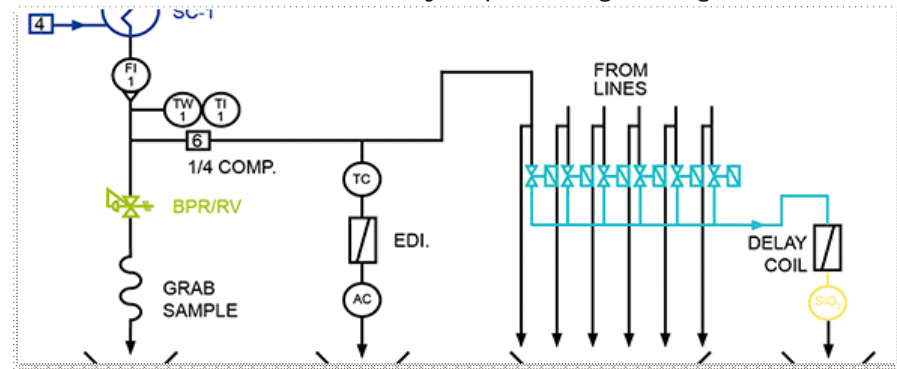 4
SC-1
FI
1
TW
1
TI
1
6
1/4 COMP.
FROM
LINES
TC
BPR/RV
EDI.
DELAY
COIL
GRAB
SAMPLE
AC
SiO2